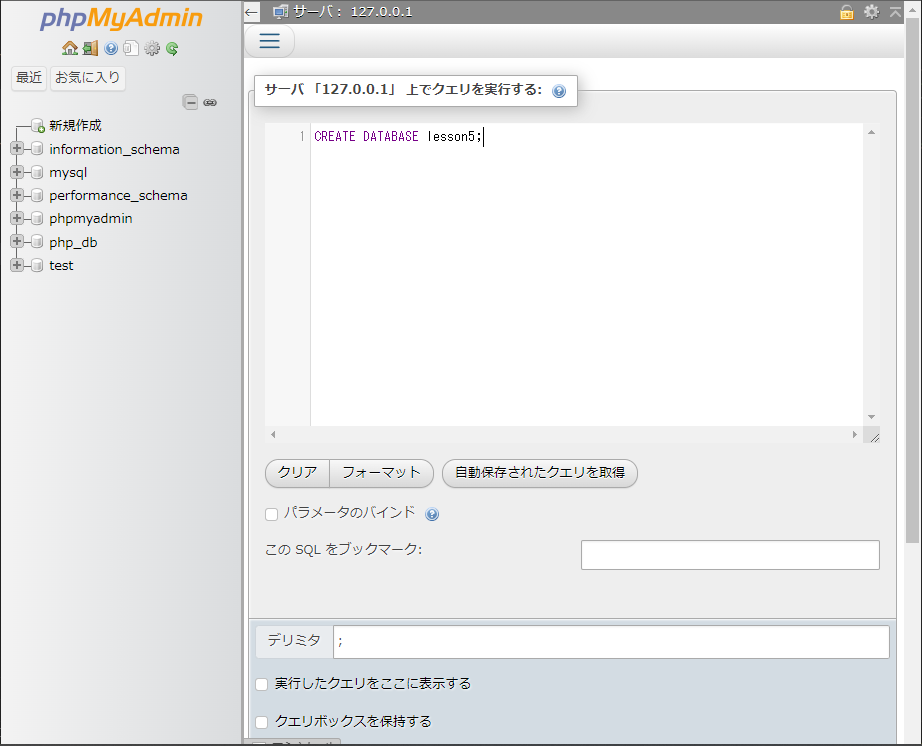 phpMyAdmin
最近 お気に入り
新規作成
information_schema
mysql
performance_schema
phpmyadmin
php_db
test
サーバ: 127.0.0.1
サーバ 「127.0.0.1」 上でクエリを実行する:
1 CREATE DATABASE lesson5;
クリア フォーマット 自動保存されたクエリを取得
パラメータのバインド
この SQL をブックマーク:
デリミタ ;
実行したクエリをここに表示する
クエリボックスを保持する